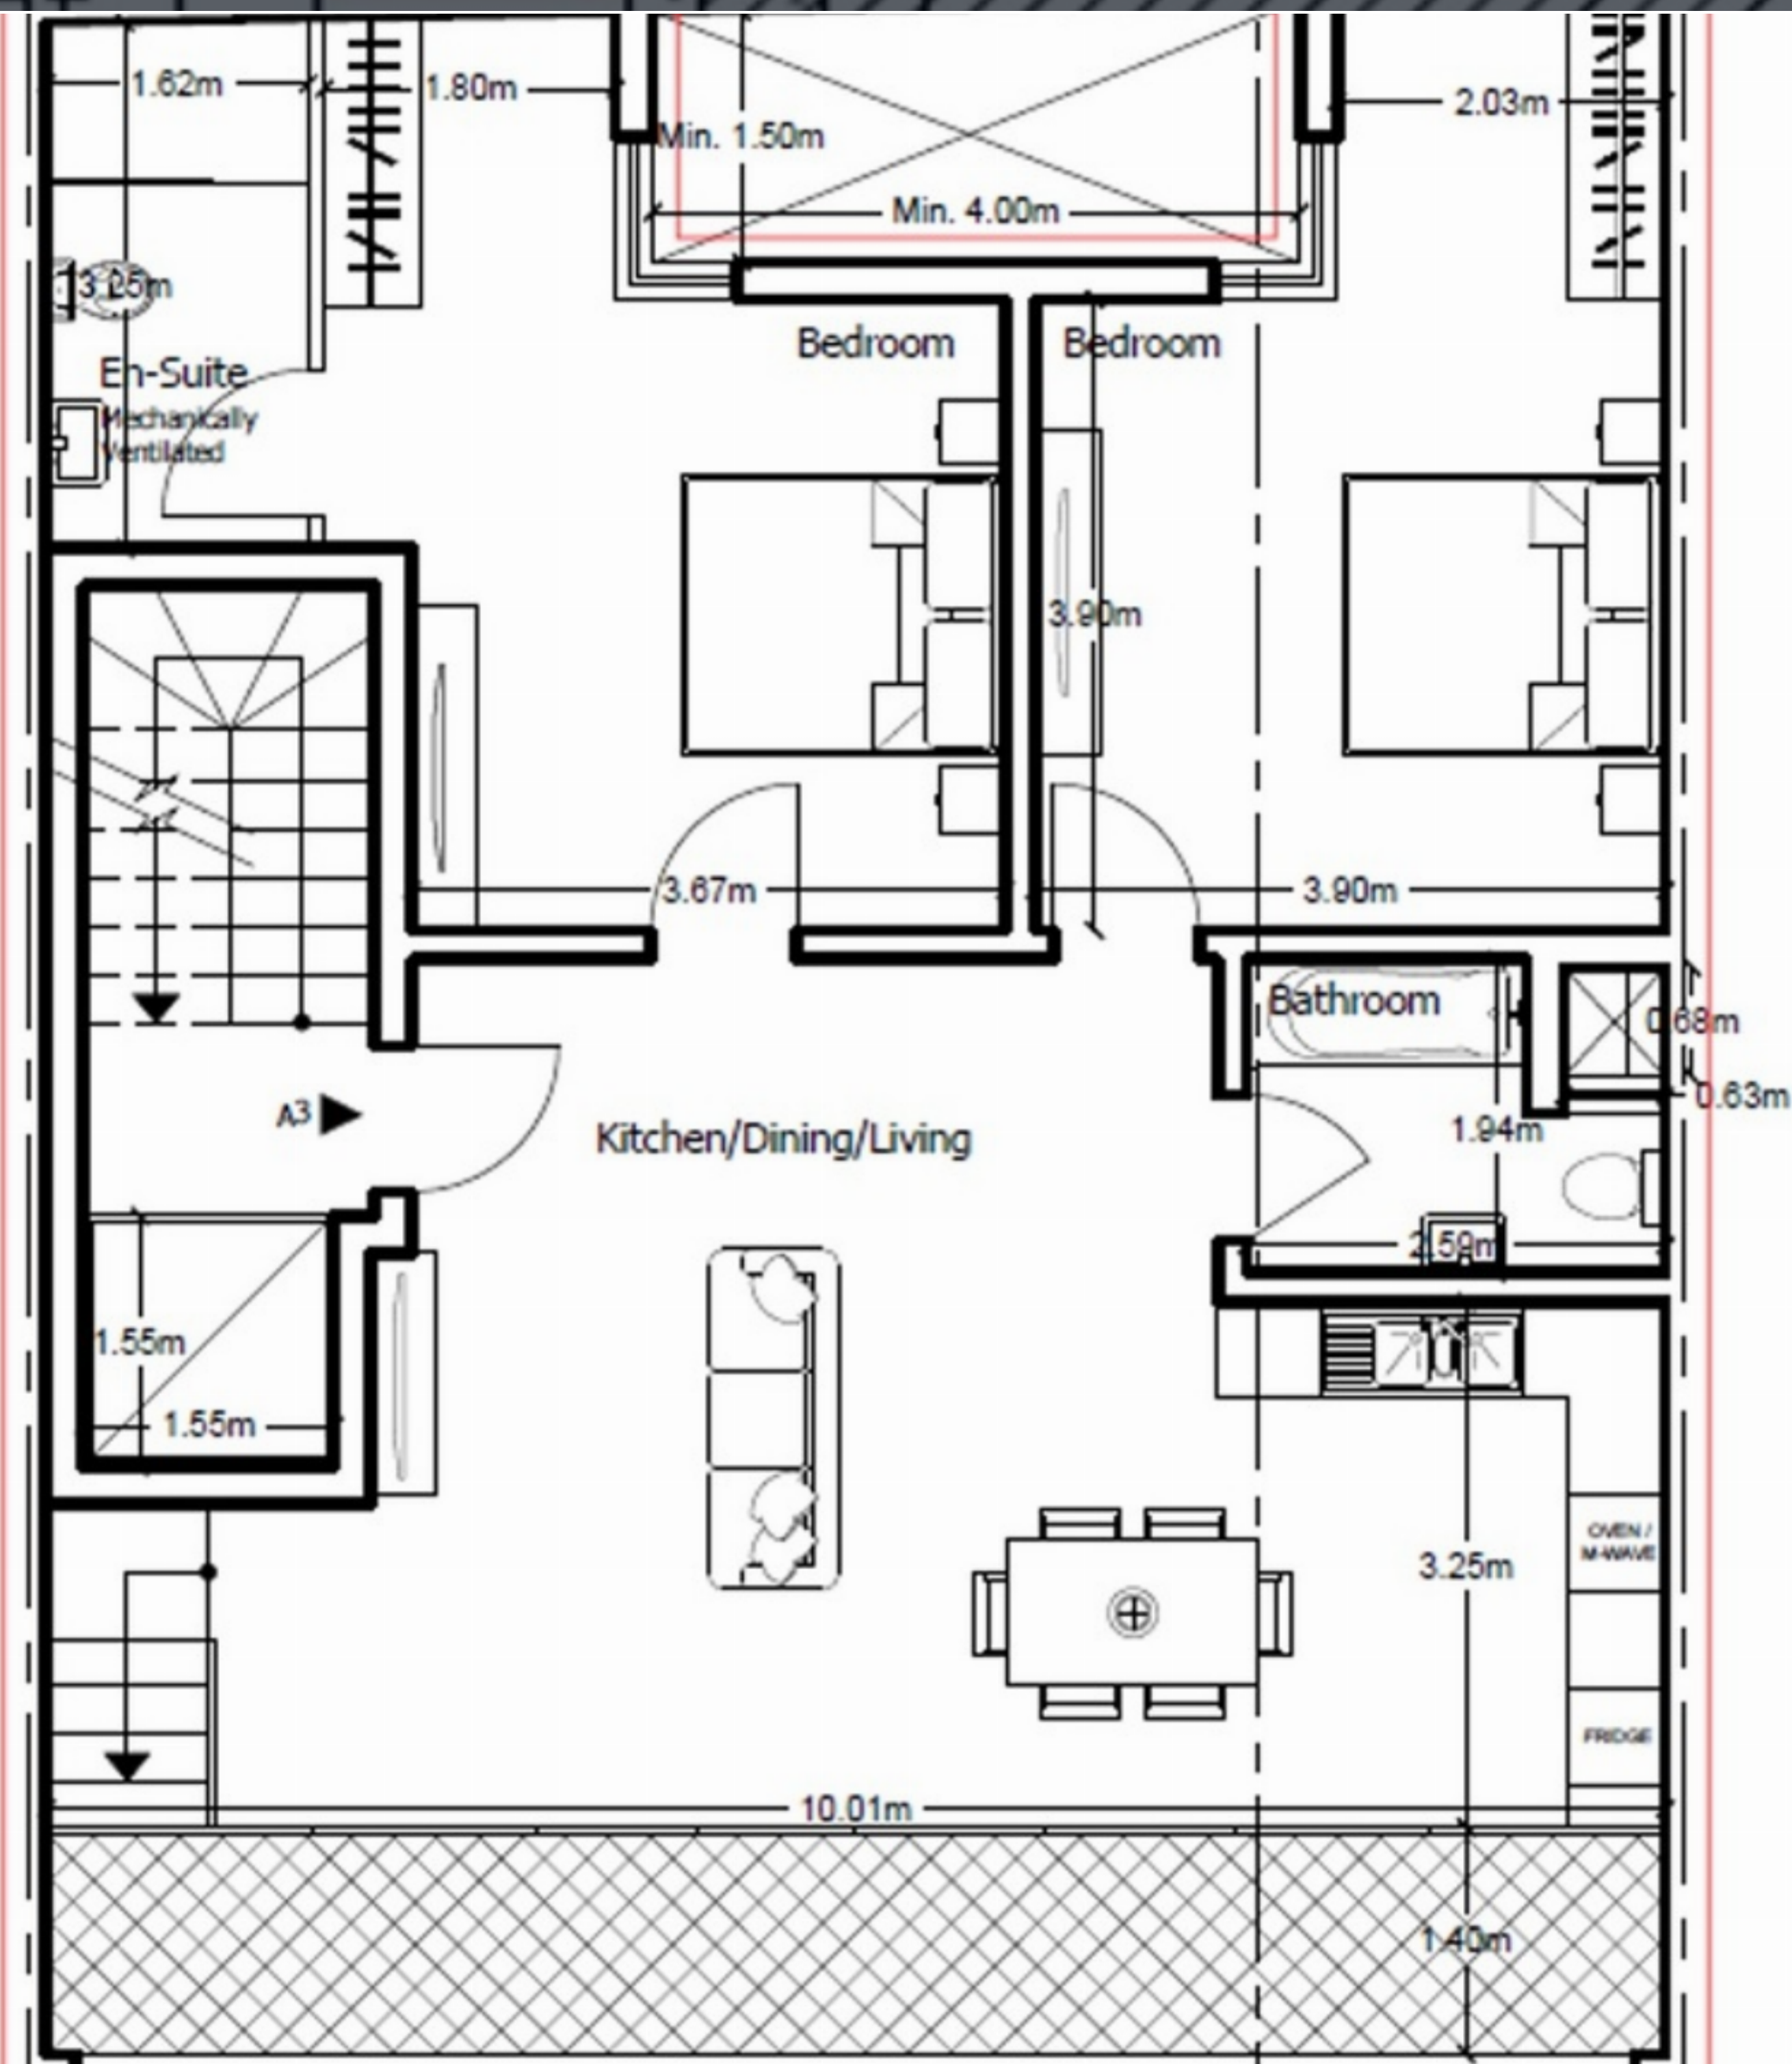 1.62m
1.80m
2.03m
Min. 1.50m
Min. 4.00m
3.25m
Bedroom
Bedroom
En-Suite
Mechanically
Ventilated
3.90m
3.67m
3.90m
Bathroom
0.68m
0.63m
A3
Kitchen/Dining/Living
1.94m
2.59m
1.55m
1.55m
OVEN /
M-WAVE
3.25m
FRIDGE
10.01m
1.40m